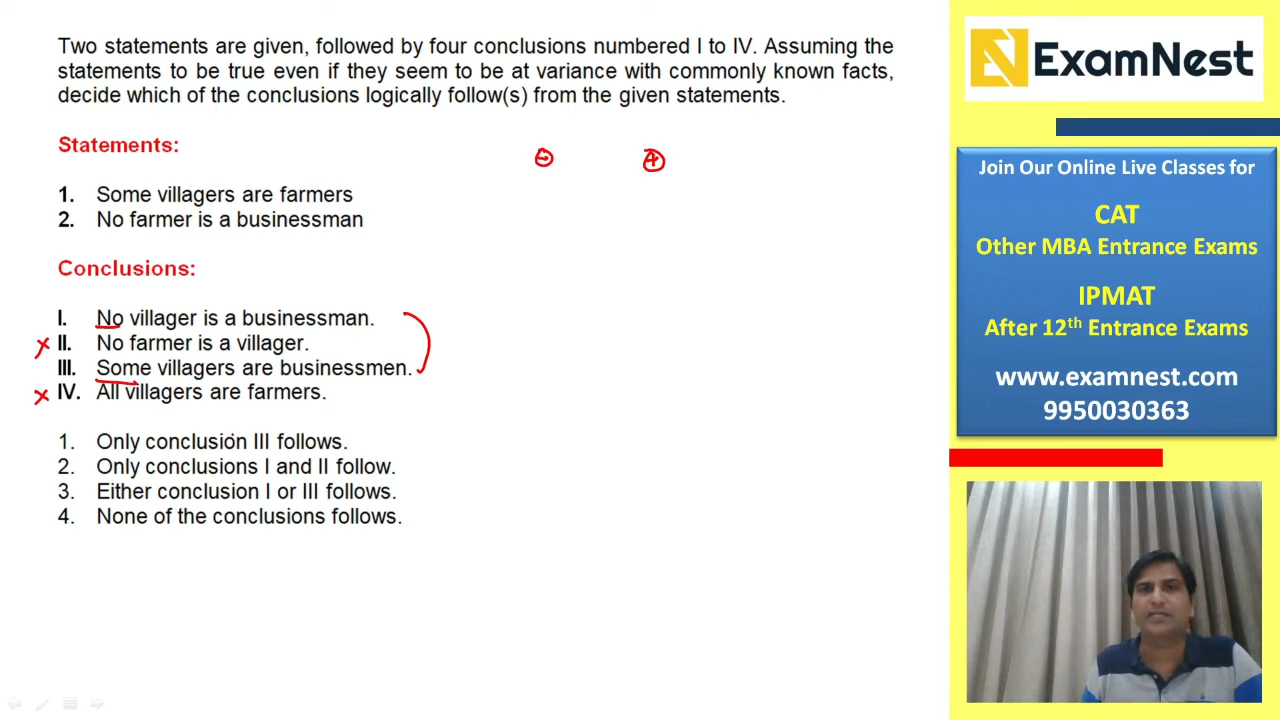 Two statements are given, followed by four conclusions numbered I to IV. Assuming the
statements to be true even if they seem to be at variance with commonly known facts,
decide which of the conclusions logically follow(s) from the given statements.
Statements:
1. Some villagers are farmers
2. No farmer is a businessman
Conclusions:
I. No villager is a businessman.
II. No farmer is a villager.
III. Some villagers are businessmen.
IV. All villagers are farmers.
1. Only conclusion III follows.
2. Only conclusions I and II follow.
3. Either conclusion I or III follows.
4. None of the conclusions follows.
ExamNest
Join Our Online Live Classes for
CAT
Other MBA Entrance Exams
IPMAT
After 12th Entrance Exams
www.examnest.com
9950030363